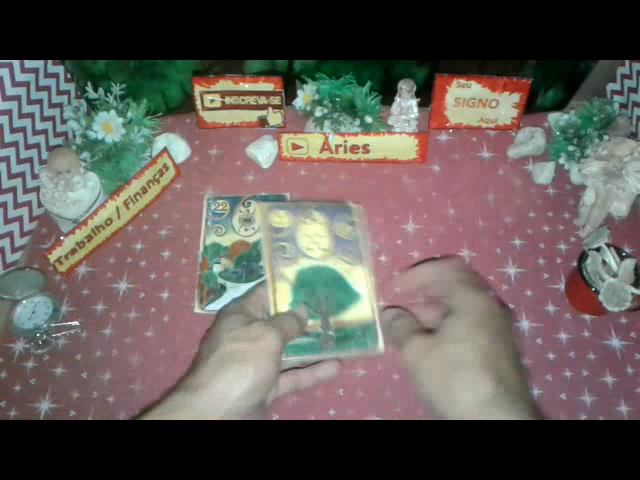 INSCREVA-SE
Seu
SIGNO
Aqui
Áries
Trabalho / Finanças
22